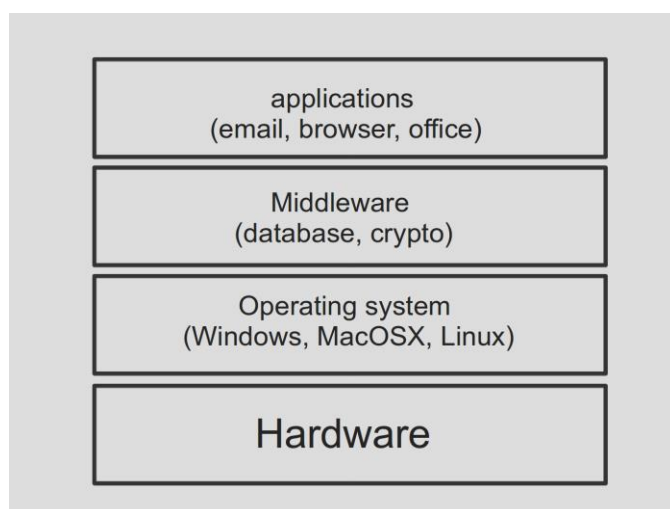 applications
(email, browser, office)
Middleware
(database, crypto)
Operating system
(Windows, MacOSX, Linux)
Hardware